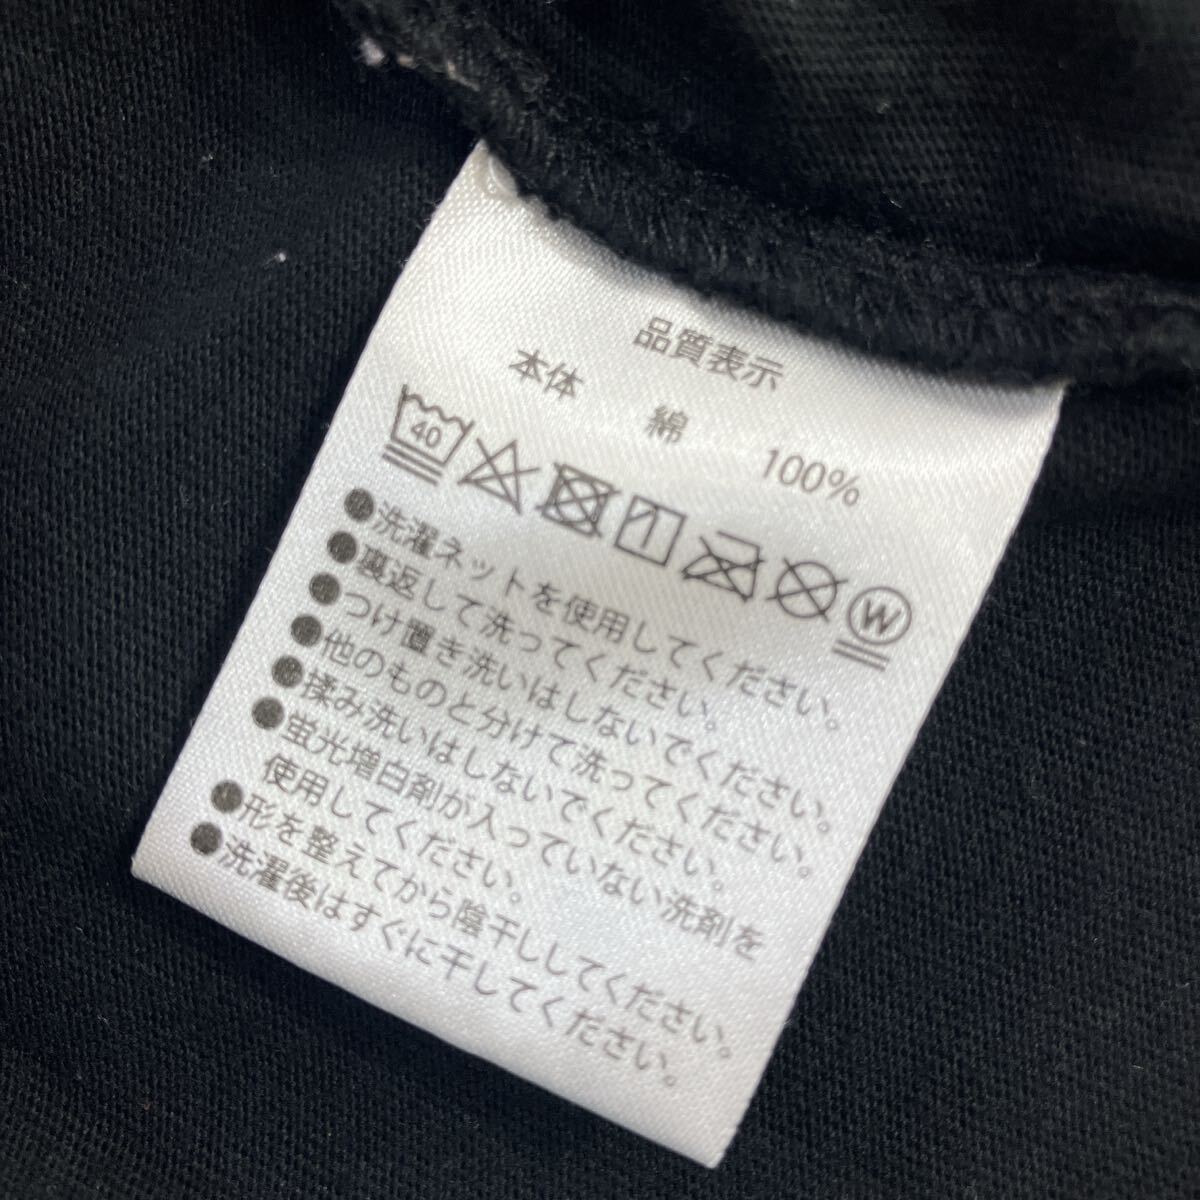 品質表示
本体 綿 100%
40 W
●洗濯ネットを使用してください。
●裏返して洗ってください。
●つけ置き洗いはしないでください。
●他のものと分けて洗ってください。
●揉み洗いはしないでください。
●蛍光増白剤が入っていない洗剤を
使用してください。
●形を整えてから陰干ししてください。
●洗濯後はすぐに干してください。